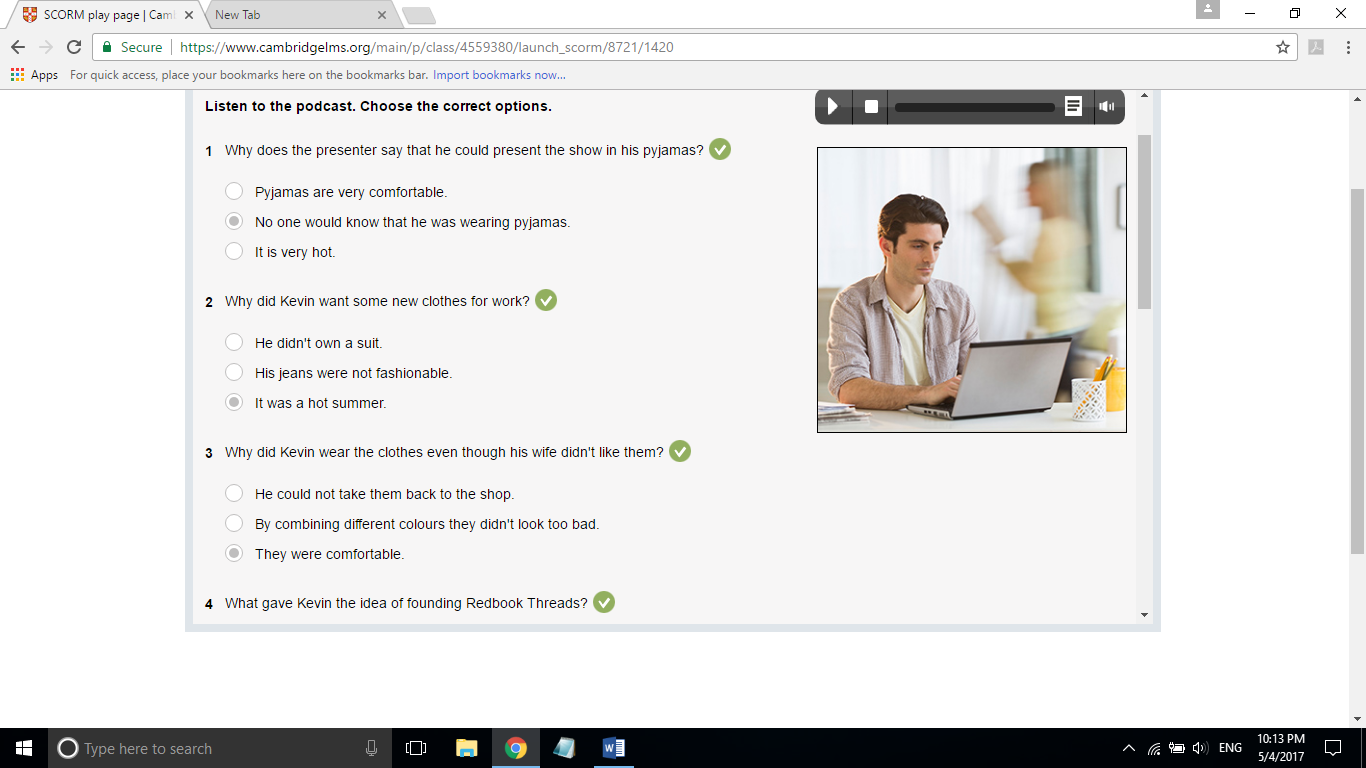 SCORM play page | Cam
New Tab
Secure
https://www.cambridgelms.org/main/p/class/4559380/launch_scorm/8721/1420
Apps
For quick access, place your bookmarks here on the bookmarks bar. Import bookmarks now...
Listen to the podcast. Choose the correct options.
1 Why does the presenter say that he could present the show in his pyjamas?
Pyjamas are very comfortable.
No one would know that he was wearing pyjamas.
It is very hot.
2 Why did Kevin want some new clothes for work?
He didn't own a suit.
His jeans were not fashionable.
It was a hot summer.
3 Why did Kevin wear the clothes even though his wife didn't like them?
He could not take them back to the shop.
By combining different colours they didn't look too bad.
They were comfortable.
4 What gave Kevin the idea of founding Redbook Threads?
Type here to search
W
ENG
10:13 PM
5/4/2017